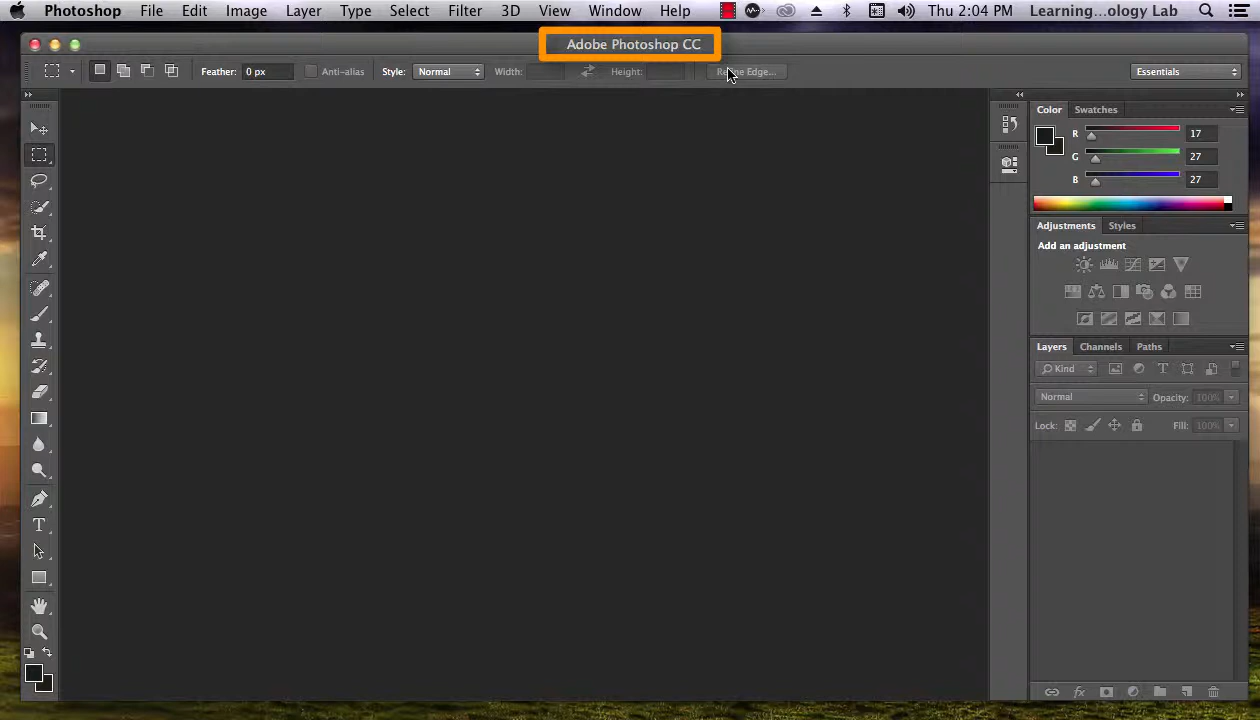 Photoshop File Edit Image Layer Type Select Filter 3D View Window Help Thu 2:04 PM Learning...ology Lab
Adobe Photoshop CC
Feather: 0 px Anti-alias Style: Normal Width: Height: Refine Edge... Essentials
Color Swatches
R 17
G 27
B 27
Adjustments Styles
Add an adjustment
Layers Channels Paths
Kind
Normal Opacity: 100%
Lock: Fill: 100%